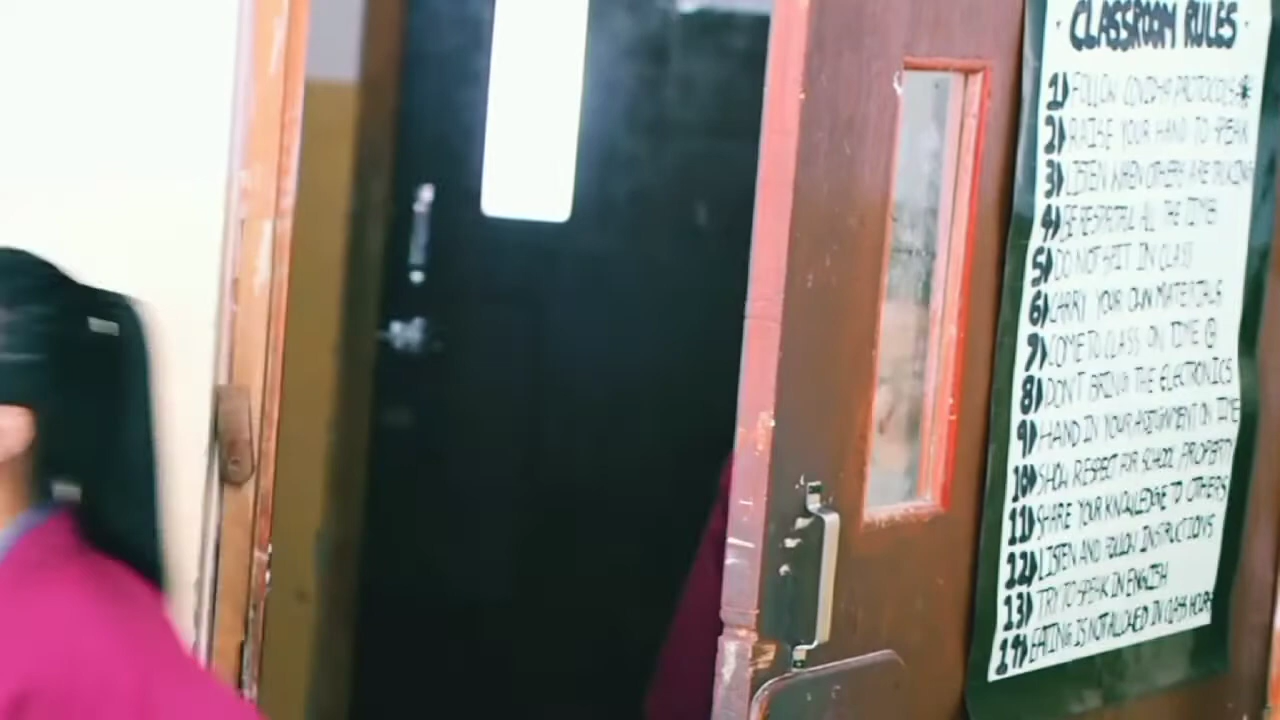 CLASSROOM RULES
1) FOLLOW COVID-19 PROTOCOLS
2) RAISE YOUR HAND TO SPEAK
3) LISTEN WHEN OTHERS ARE TALKING
4) BE RESPECTFUL ALL THE TIME
5) DO NOT SPIT IN CLASS
6) CARRY YOUR OWN MATERIALS
7) COME TO CLASS ON TIME
8) DON'T BRING THE ELECTRONICS
9) HAND IN YOUR ASSIGNMENT ON TIME
10) SHOW RESPECT FOR SCHOOL PROPERTY
11) SHARE YOUR KNOWLEDGE TO OTHERS
12) LISTEN AND FOLLOW INSTRUCTIONS
13) TRY TO SPEAK IN ENGLISH
14) EATING IS NOT ALLOWED IN CLASS HOURS